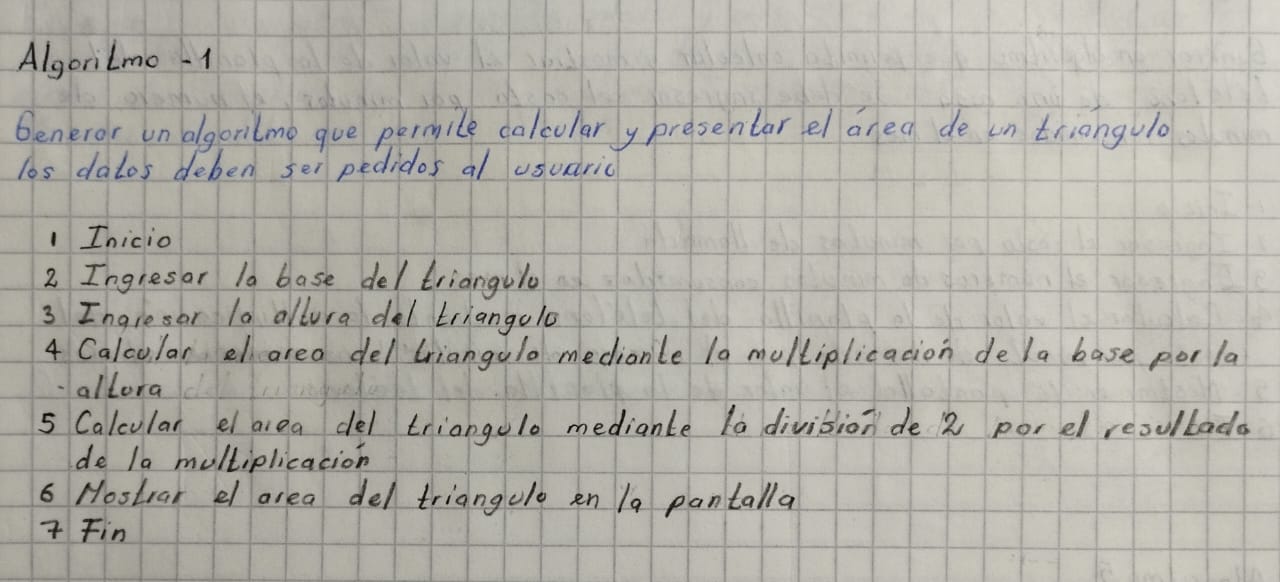 Algoritmo - 1
Generar un algoritmo que permite calcular y presentar el área de un triángulo
los datos deben ser pedidos al usuario
1 Inicio
2 Ingresar la base del triangulo
3 Ingresar la altura del triangulo
4 Calcular el area del triangulo mediante la multiplicación de la base por la
altura
5 Calcular el area del triangulo mediante la división de 2 por el resultado
de la multiplicación
6 Mostrar el area del triangulo en la pantalla
7 Fin